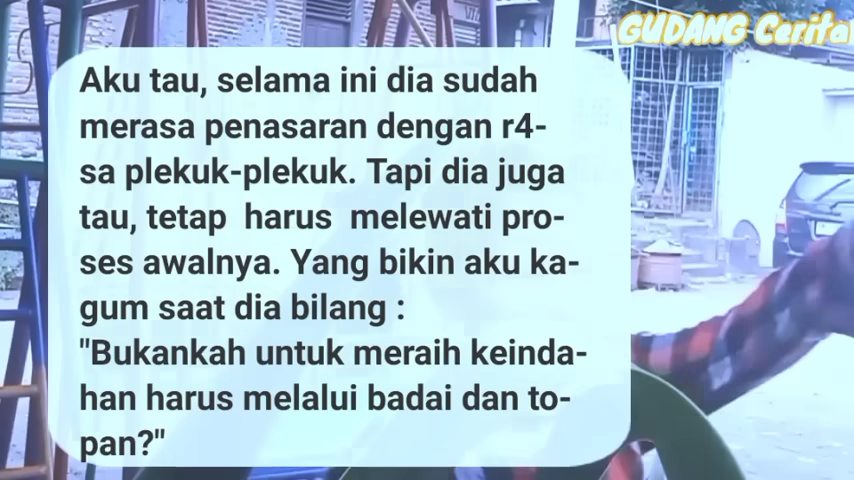 GUDANG Cerita
Aku tau, selama ini dia sudah
merasa penasaran dengan r4-
sa plekuk-plekuk. Tapi dia juga
tau, tetap harus melewati pro-
ses awalnya. Yang bikin aku ka-
gum saat dia bilang :
"Bukankah untuk meraih keinda-
han harus melalui badai dan to-
pan?"